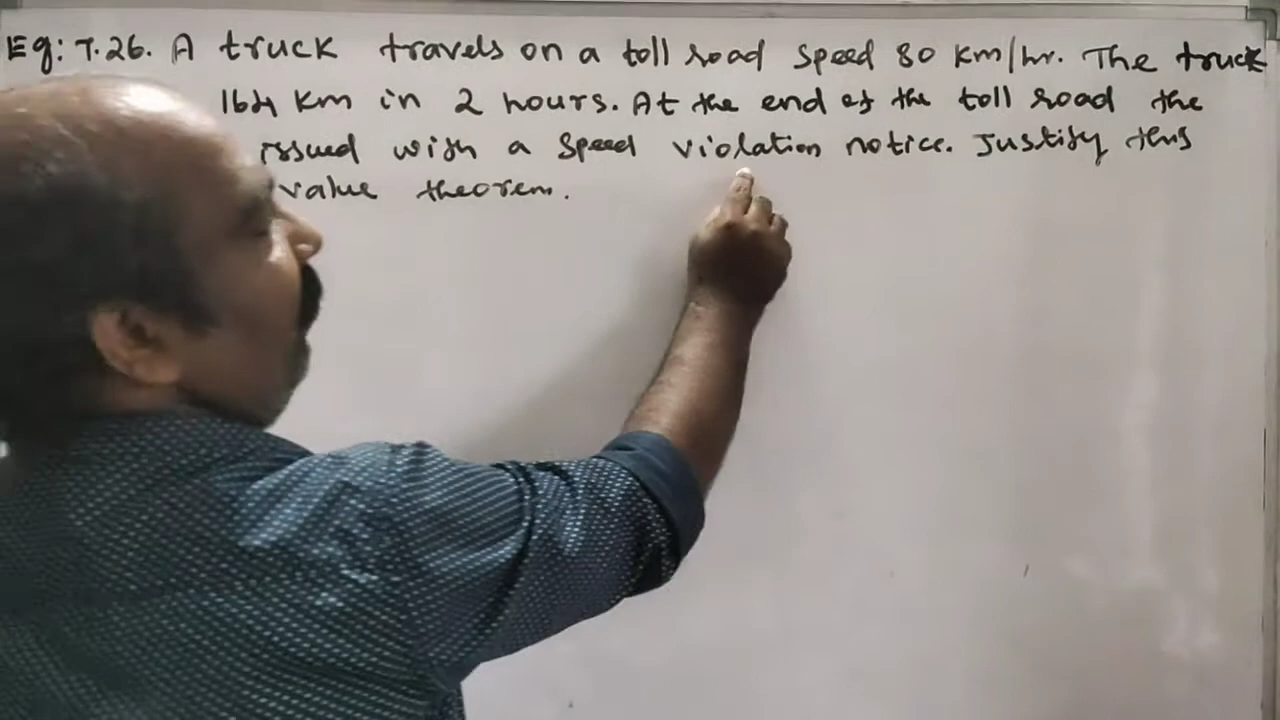 Eg: 7.26. A truck travels on a toll road speed 80 km/hr. The truck
164 km in 2 hours. At the end of the toll road the
issued with a speed violation notice. Justify this
value theorem.